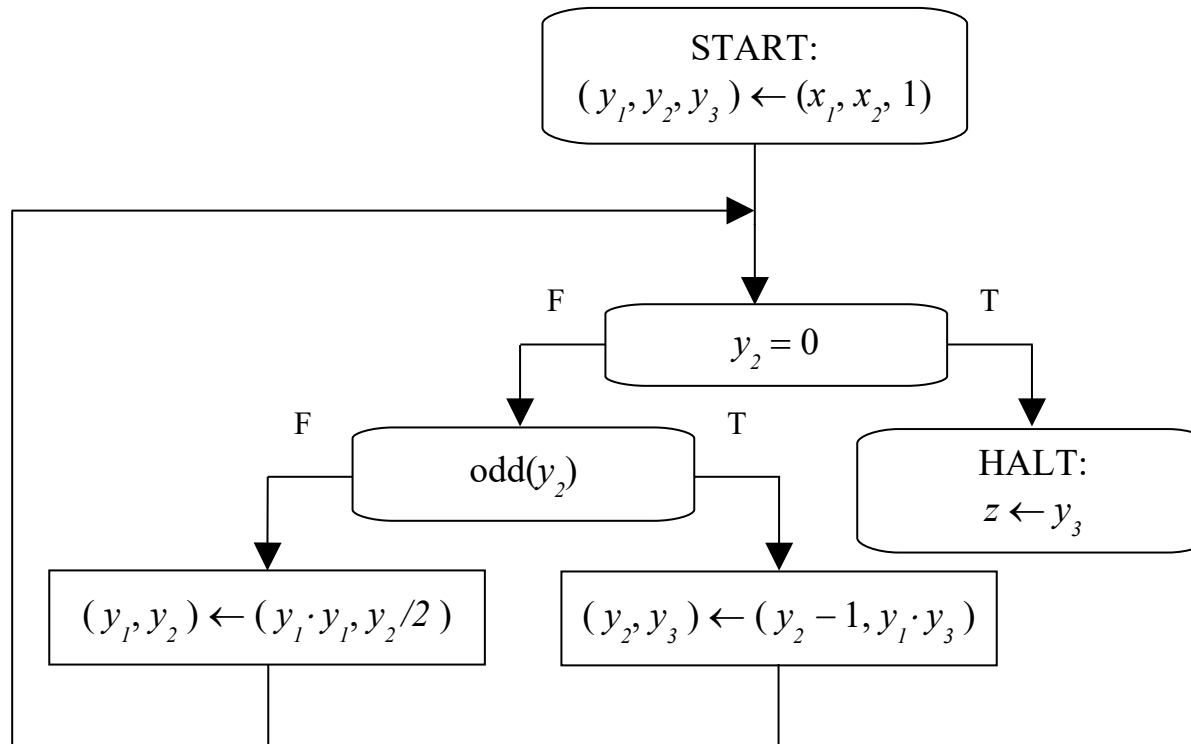 START:
( y₁, y₂, y₃ ) ← (x₁, x₂, 1)
F
T
y₂ = 0
F
T
odd(y₂)
HALT:
z ← y₃
( y₁, y₂ ) ← ( y₁· y₁, y₂ /2 )
( y₂, y₃ ) ← ( y₂ − 1, y₁· y₃ )